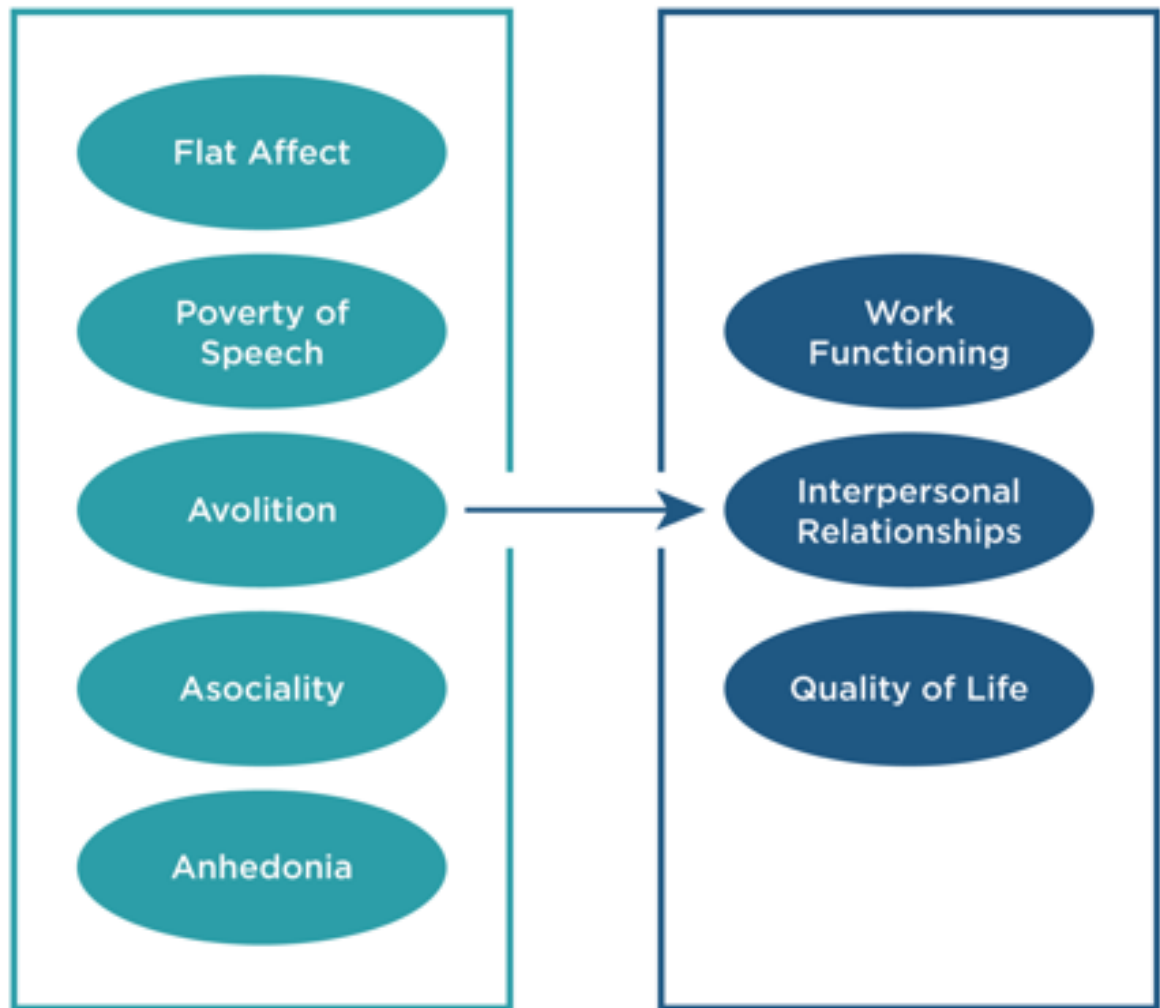 Flat Affect
Poverty of
Speech
Avolition
Asociality
Anhedonia
Work
Functioning
Interpersonal
Relationships
Quality of Life